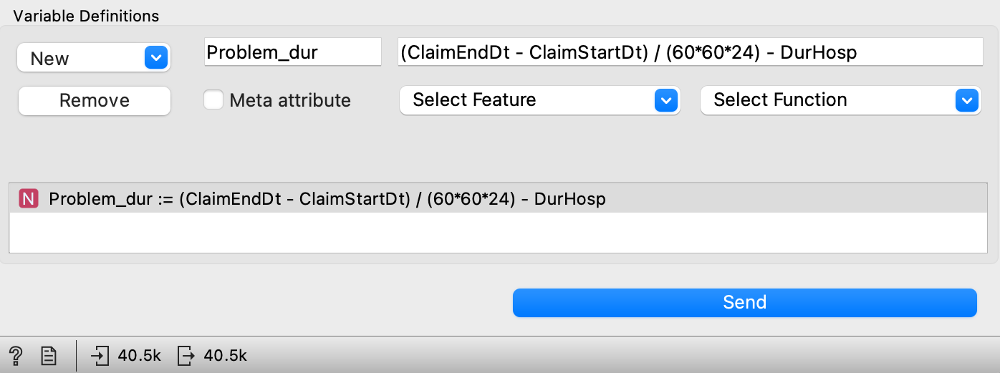 Variable Definitions
New Problem_dur (ClaimEndDt - ClaimStartDt) / (60*60*24) - DurHosp
Remove Meta attribute Select Feature Select Function
N Problem_dur := (ClaimEndDt - ClaimStartDt) / (60*60*24) - DurHosp
Send
? 40.5k 40.5k